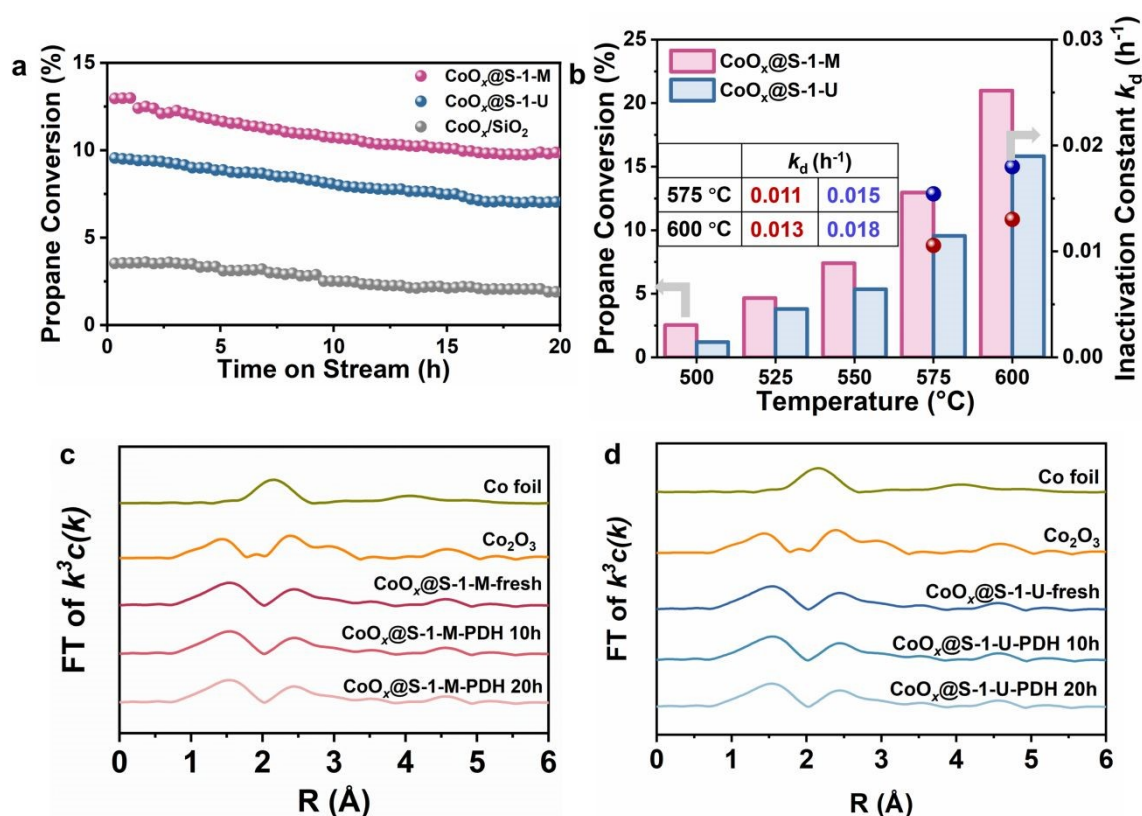 a
Propane Conversion (%)
15
10
5
0
CoOx@S-1-M
CoOx@S-1-U
CoOx/SiO2
0 5 10 15 20
Time on Stream (h)
b
Propane Conversion (%)
25
20
15
10
5
0
CoOx@S-1-M
CoOx@S-1-U
kd (h-1)
575 °C 0.011 0.015
600 °C 0.013 0.018
500 525 550 575 600
Temperature (°C)
0.03
0.02
0.01
0.00
Inactivation Constant kd (h-1)
c
FT of k3c(k)
Co foil
Co2O3
CoOx@S-1-M-fresh
CoOx@S-1-M-PDH 10h
CoOx@S-1-M-PDH 20h
0 1 2 3 4 5 6
R (Å)
d
FT of k3c(k)
Co foil
Co2O3
CoOx@S-1-U-fresh
CoOx@S-1-U-PDH 10h
CoOx@S-1-U-PDH 20h
0 1 2 3 4 5 6
R (Å)